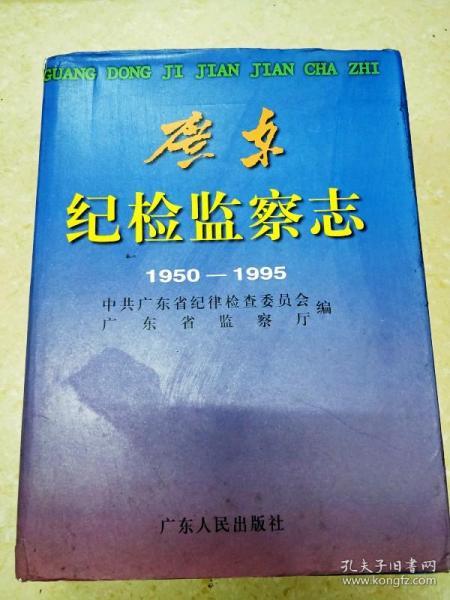 GUANG DONG JI JIAN JIAN CHA ZHI
广东
纪检监察志
1950—1995
中共广东省纪律检查委员会
广东省监察厅
编
广东人民出版社
孔夫子旧书网
www.kongfz.com